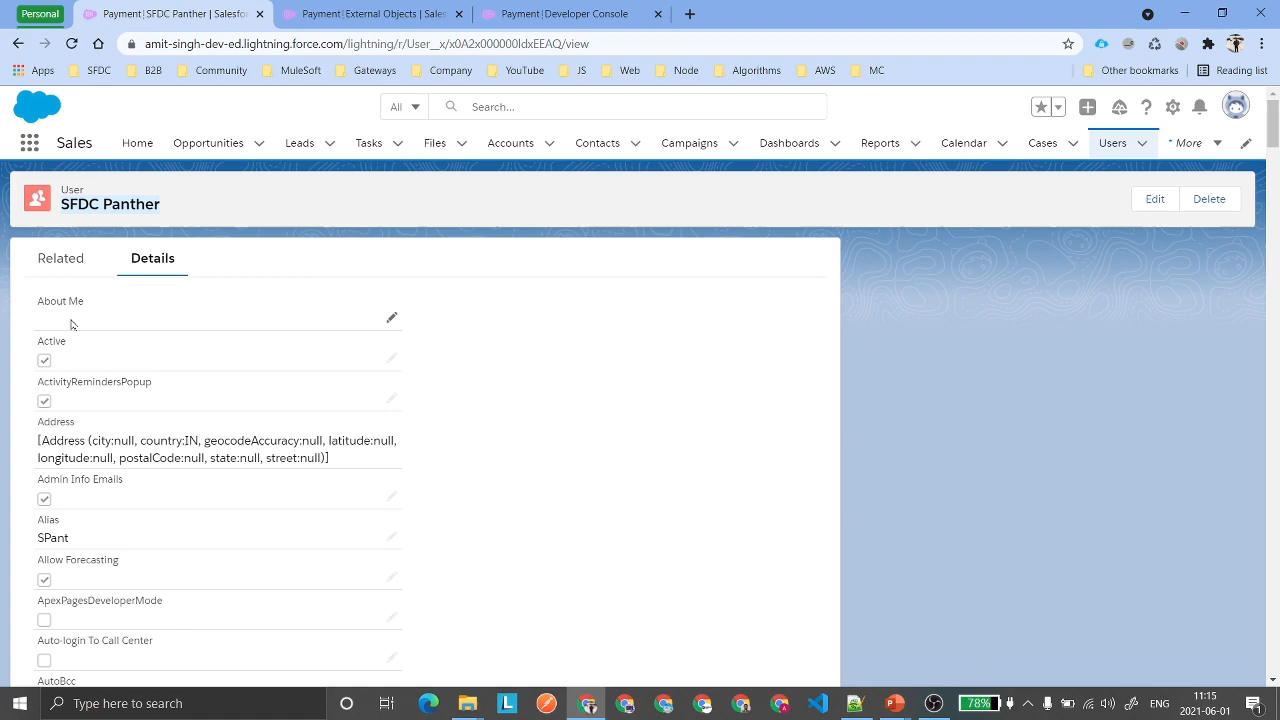 Personal
Payment|SFDC Panther | Salesfor
Payment|External Objects | Sales
Payment|Developer Console
amit-singh-dev-ed.lightning.force.com/lightning/r/User__x/x0A2x000000ldxEEAQ/view
Apps SFDC B2B Community MuleSoft Gateways Company YouTube JS Web Node Algorithms AWS MC Other bookmarks Reading list
All Search...
Sales Home Opportunities Leads Tasks Files Accounts Contacts Campaigns Dashboards Reports Calendar Cases Users * More
User
SFDC Panther
Edit Delete
Related Details
About Me
Active
ActivityRemindersPopup
Address
[Address (city:null, country:IN, geocodeAccuracy:null, latitude:null,
longitude:null, postalCode:null, state:null, street:null)]
Admin Info Emails
Alias
SPant
Allow Forecasting
ApexPagesDeveloperMode
Auto-login To Call Center
AutoBcc
Type here to search
78%
11:15
2021-06-01